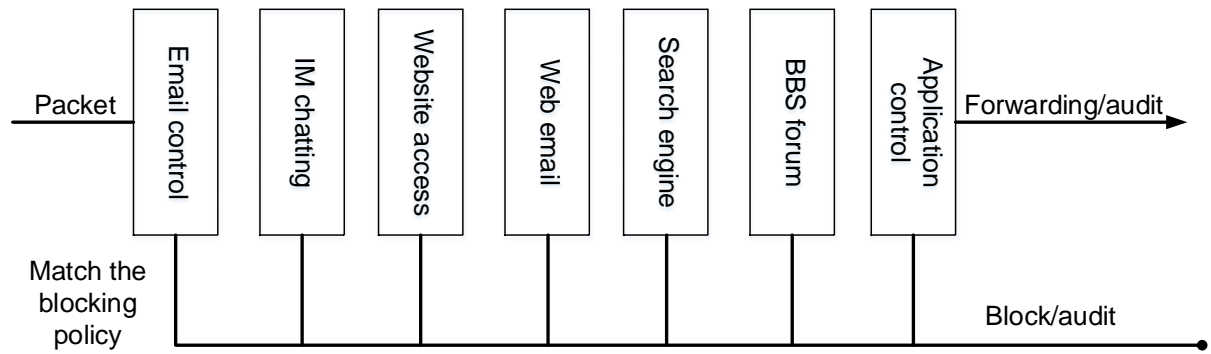 Packet
Email control
IM chatting
Website access
Web email
Search engine
BBS forum
Application
control
Forwarding/audit
Match the
blocking
policy
Block/audit